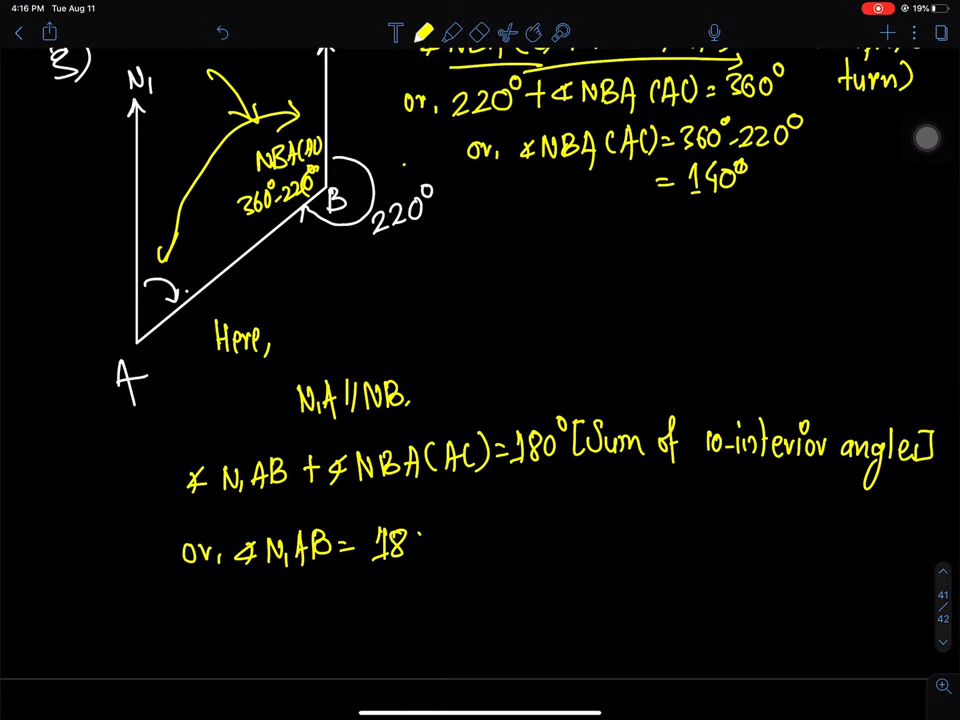 4:16 PM Tue Aug 11
19%
3)
N₁
∡NBA (AC)
or, 220° + ∡NBA (AC) = 360°
turn)
or, ∡NBA (AC) = 360° - 220°
= 140°
NBA(AC)
360°-220°
B
220°
A
Here,
N₁A // NB.
∡N₁AB + ∡NBA (AC) = 180° [Sum of co-interior angles]
or, ∡N₁AB = 18
41
/
42